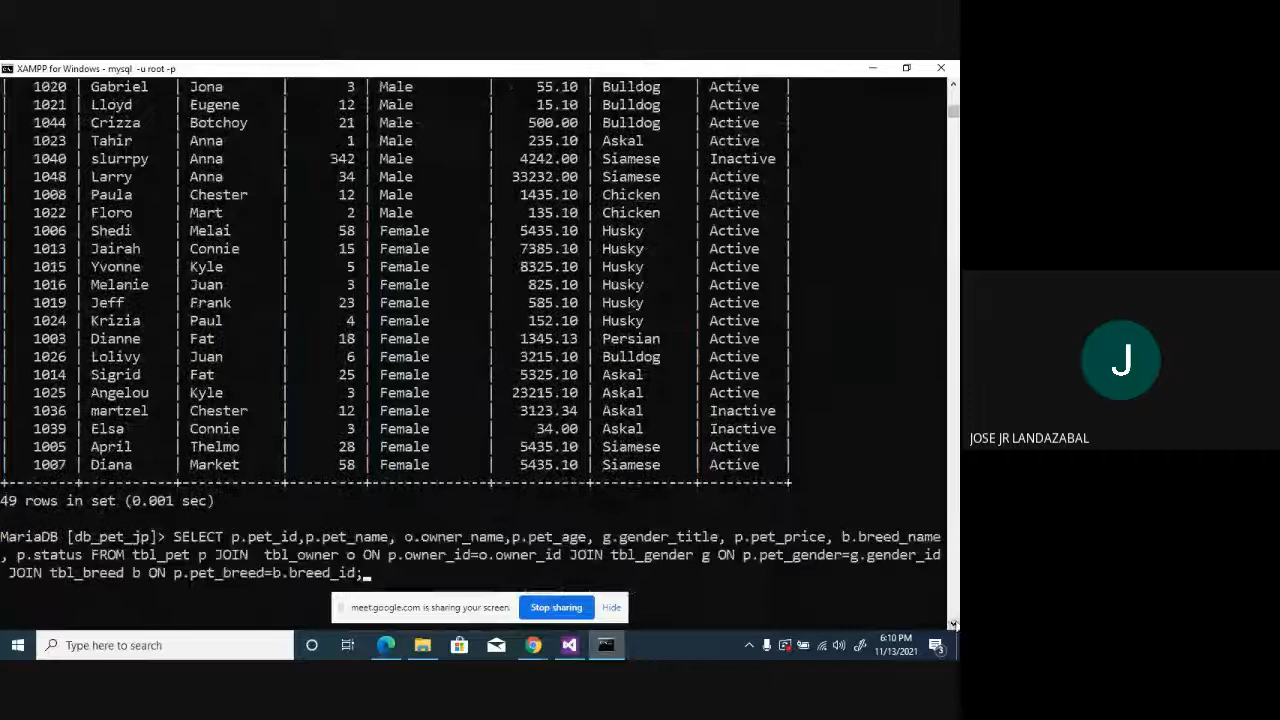 XAMPP for Windows - mysql -u root -p
| 1020 | Gabriel | Jona | 3 | Male | 55.10 | Bulldog | Active |
| 1021 | Lloyd | Eugene | 12 | Male | 15.10 | Bulldog | Active |
| 1044 | Crizza | Botchoy | 21 | Male | 500.00 | Bulldog | Active |
| 1023 | Tahir | Anna | 1 | Male | 235.10 | Askal | Active |
| 1040 | slurrpy | Anna | 342 | Male | 4242.00 | Siamese | Inactive |
| 1048 | Larry | Anna | 34 | Male | 33232.00 | Siamese | Active |
| 1008 | Paula | Chester | 12 | Male | 1435.10 | Chicken | Active |
| 1022 | Floro | Mart | 2 | Male | 135.10 | Chicken | Active |
| 1006 | Shedi | Melai | 58 | Female | 5435.10 | Husky | Active |
| 1013 | Jairah | Connie | 15 | Female | 7385.10 | Husky | Active |
| 1015 | Yvonne | Kyle | 5 | Female | 8325.10 | Husky | Active |
| 1016 | Melanie | Juan | 3 | Female | 825.10 | Husky | Active |
| 1019 | Jeff | Frank | 23 | Female | 585.10 | Husky | Active |
| 1024 | Krizia | Paul | 4 | Female | 152.10 | Husky | Active |
| 1003 | Dianne | Fat | 18 | Female | 1345.13 | Persian | Active |
| 1026 | Lolivy | Juan | 6 | Female | 3215.10 | Bulldog | Active |
| 1014 | Sigrid | Fat | 25 | Female | 5325.10 | Askal | Active |
| 1025 | Angelou | Kyle | 3 | Female | 23215.10 | Askal | Active |
| 1036 | martzel | Chester | 12 | Female | 3123.34 | Askal | Inactive |
| 1039 | Elsa | Connie | 3 | Female | 34.00 | Askal | Inactive |
| 1005 | April | Thelmo | 28 | Female | 5435.10 | Siamese | Active |
| 1007 | Diana | Market | 58 | Female | 5435.10 | Siamese | Active |
49 rows in set (0.001 sec)
MariaDB [db_pet_jp]> SELECT p.pet_id,p.pet_name, o.owner_name,p.pet_age, g.gender_title, p.pet_price, b.breed_name
, p.status FROM tbl_pet p JOIN  tbl_owner o ON p.owner_id=o.owner_id JOIN tbl_gender g ON p.pet_gender=g.gender_id
JOIN tbl_breed b ON p.pet_breed=b.breed_id;
meet.google.com is sharing your screen. Stop sharing Hide
Type here to search
6:10 PM
11/13/2021
3
J
JOSE JR LANDAZABAL